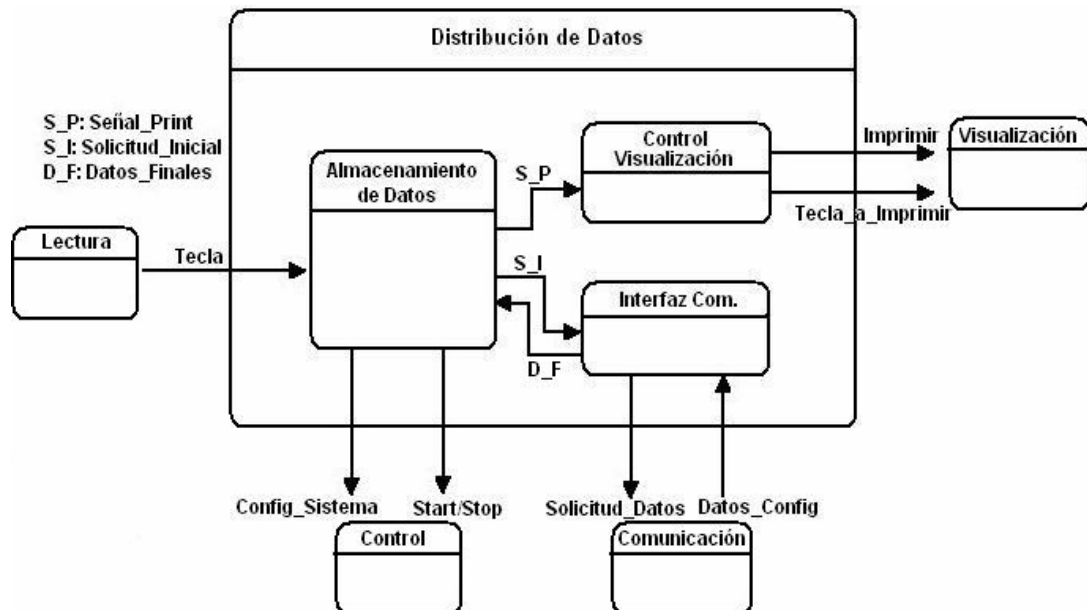 Distribución de Datos
S_P: Señal_Print
S_I: Solicitud_Inicial
D_F: Datos_Finales
Lectura
Tecla
Almacenamiento
de Datos
S_P
S_I
D_F
Control
Visualización
Interfaz Com.
Imprimir
Tecla_a_Imprimir
Visualización
Config_Sistema
Start/Stop
Solicitud_Datos
Datos_Config
Control
Comunicación